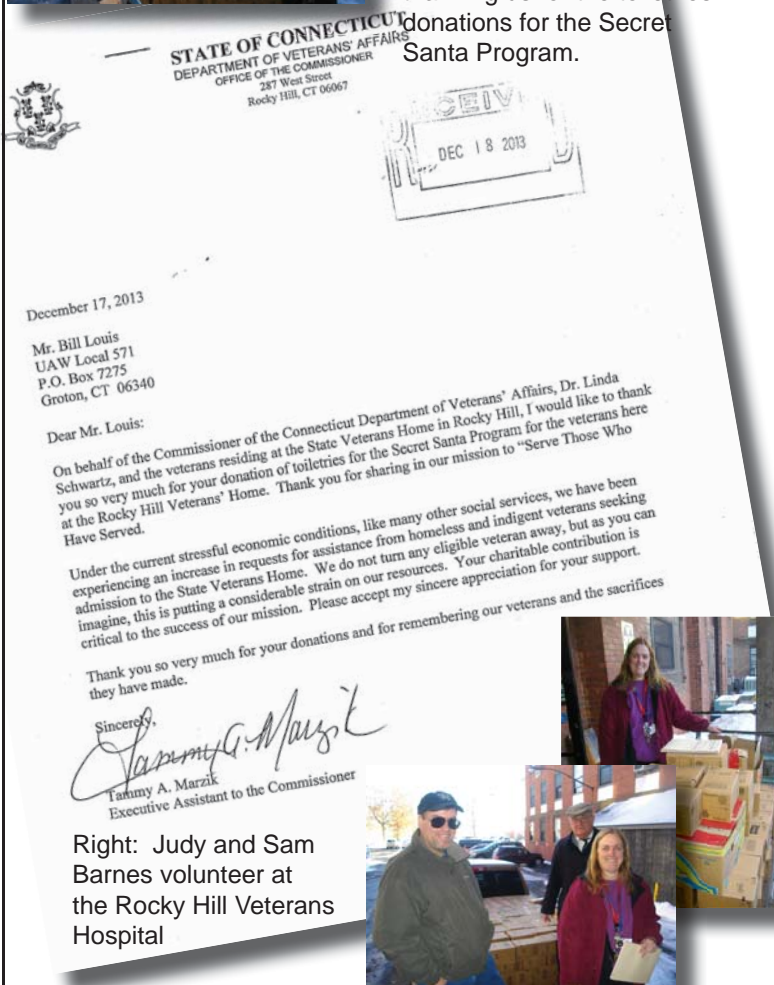 donations for the Secret
Santa Program.
STATE OF CONNECTICUT
DEPARTMENT OF VETERANS' AFFAIRS
OFFICE OF THE COMMISSIONER
287 West Street
Rocky Hill, CT 06067
DEC 18 2013
December 17, 2013
Mr. Bill Louis
UAW Local 571
P.O. Box 7275
Groton, CT 06340
Dear Mr. Louis:
On behalf of the Commissioner of the Connecticut Department of Veterans' Affairs, Dr. Linda
Schwartz, and the veterans residing at the State Veterans Home in Rocky Hill, I would like to thank
you so very much for your donation of toiletries for the Secret Santa Program for the veterans here
at the Rocky Hill Veterans' Home. Thank you for sharing in our mission to "Serve Those Who
Have Served.
Under the current stressful economic conditions, like many other social services, we have been
experiencing an increase in requests for assistance from homeless and indigent veterans seeking
admission to the State Veterans Home. We do not turn any eligible veteran away, but as you can
imagine, this is putting a considerable strain on our resources. Your charitable contribution is
critical to the success of our mission. Please accept my sincere appreciation for your support.
Thank you so very much for your donations and for remembering our veterans and the sacrifices
they have made.
Sincerely,
Tammy A. Marzik
Tammy A. Marzik
Executive Assistant to the Commissioner
Right: Judy and Sam
Barnes volunteer at
the Rocky Hill Veterans
Hospital